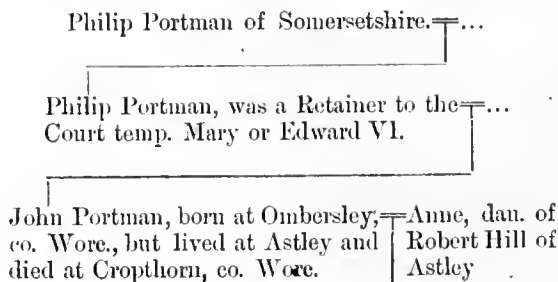 Philip Portman of Somersetshire.=...
Philip Portman, was a Retainer to the=...
Court temp. Mary or Edward VI.
John Portman, born at Ombersley,=Anne, dau. of
co. Worc., but lived at Astley and Robert Hill of
died at Cropthorn, co. Worc. Astley